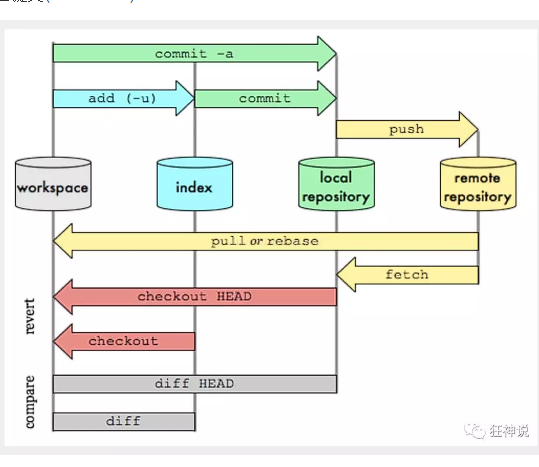 commit -a
add (-u)
commit
push
workspace
index
local
repository
remote
repository
pull or rebase
fetch
revert
checkout HEAD
checkout
compare
diff HEAD
diff
狂神说